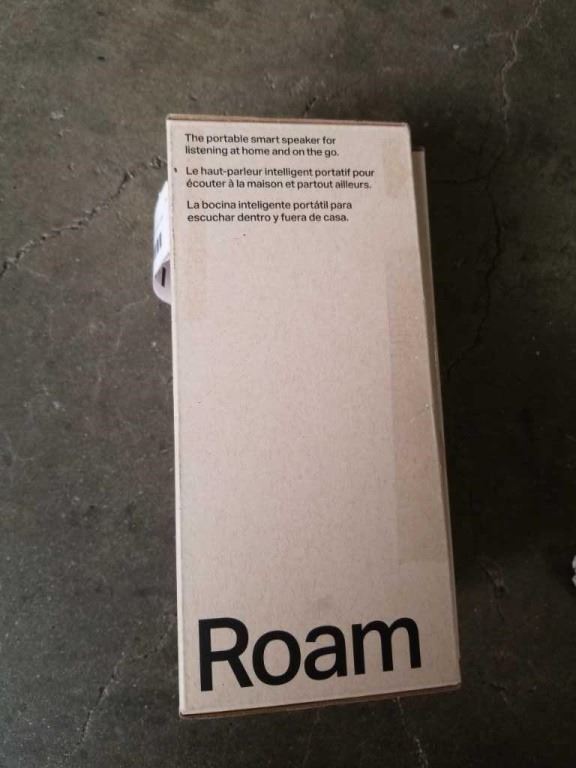 The portable smart speaker for
listening at home and on the go.
Le haut-parleur intelligent portatif pour
écouter à la maison et partout ailleurs.
La bocina inteligente portátil para
escuchar dentro y fuera de casa.
Roam